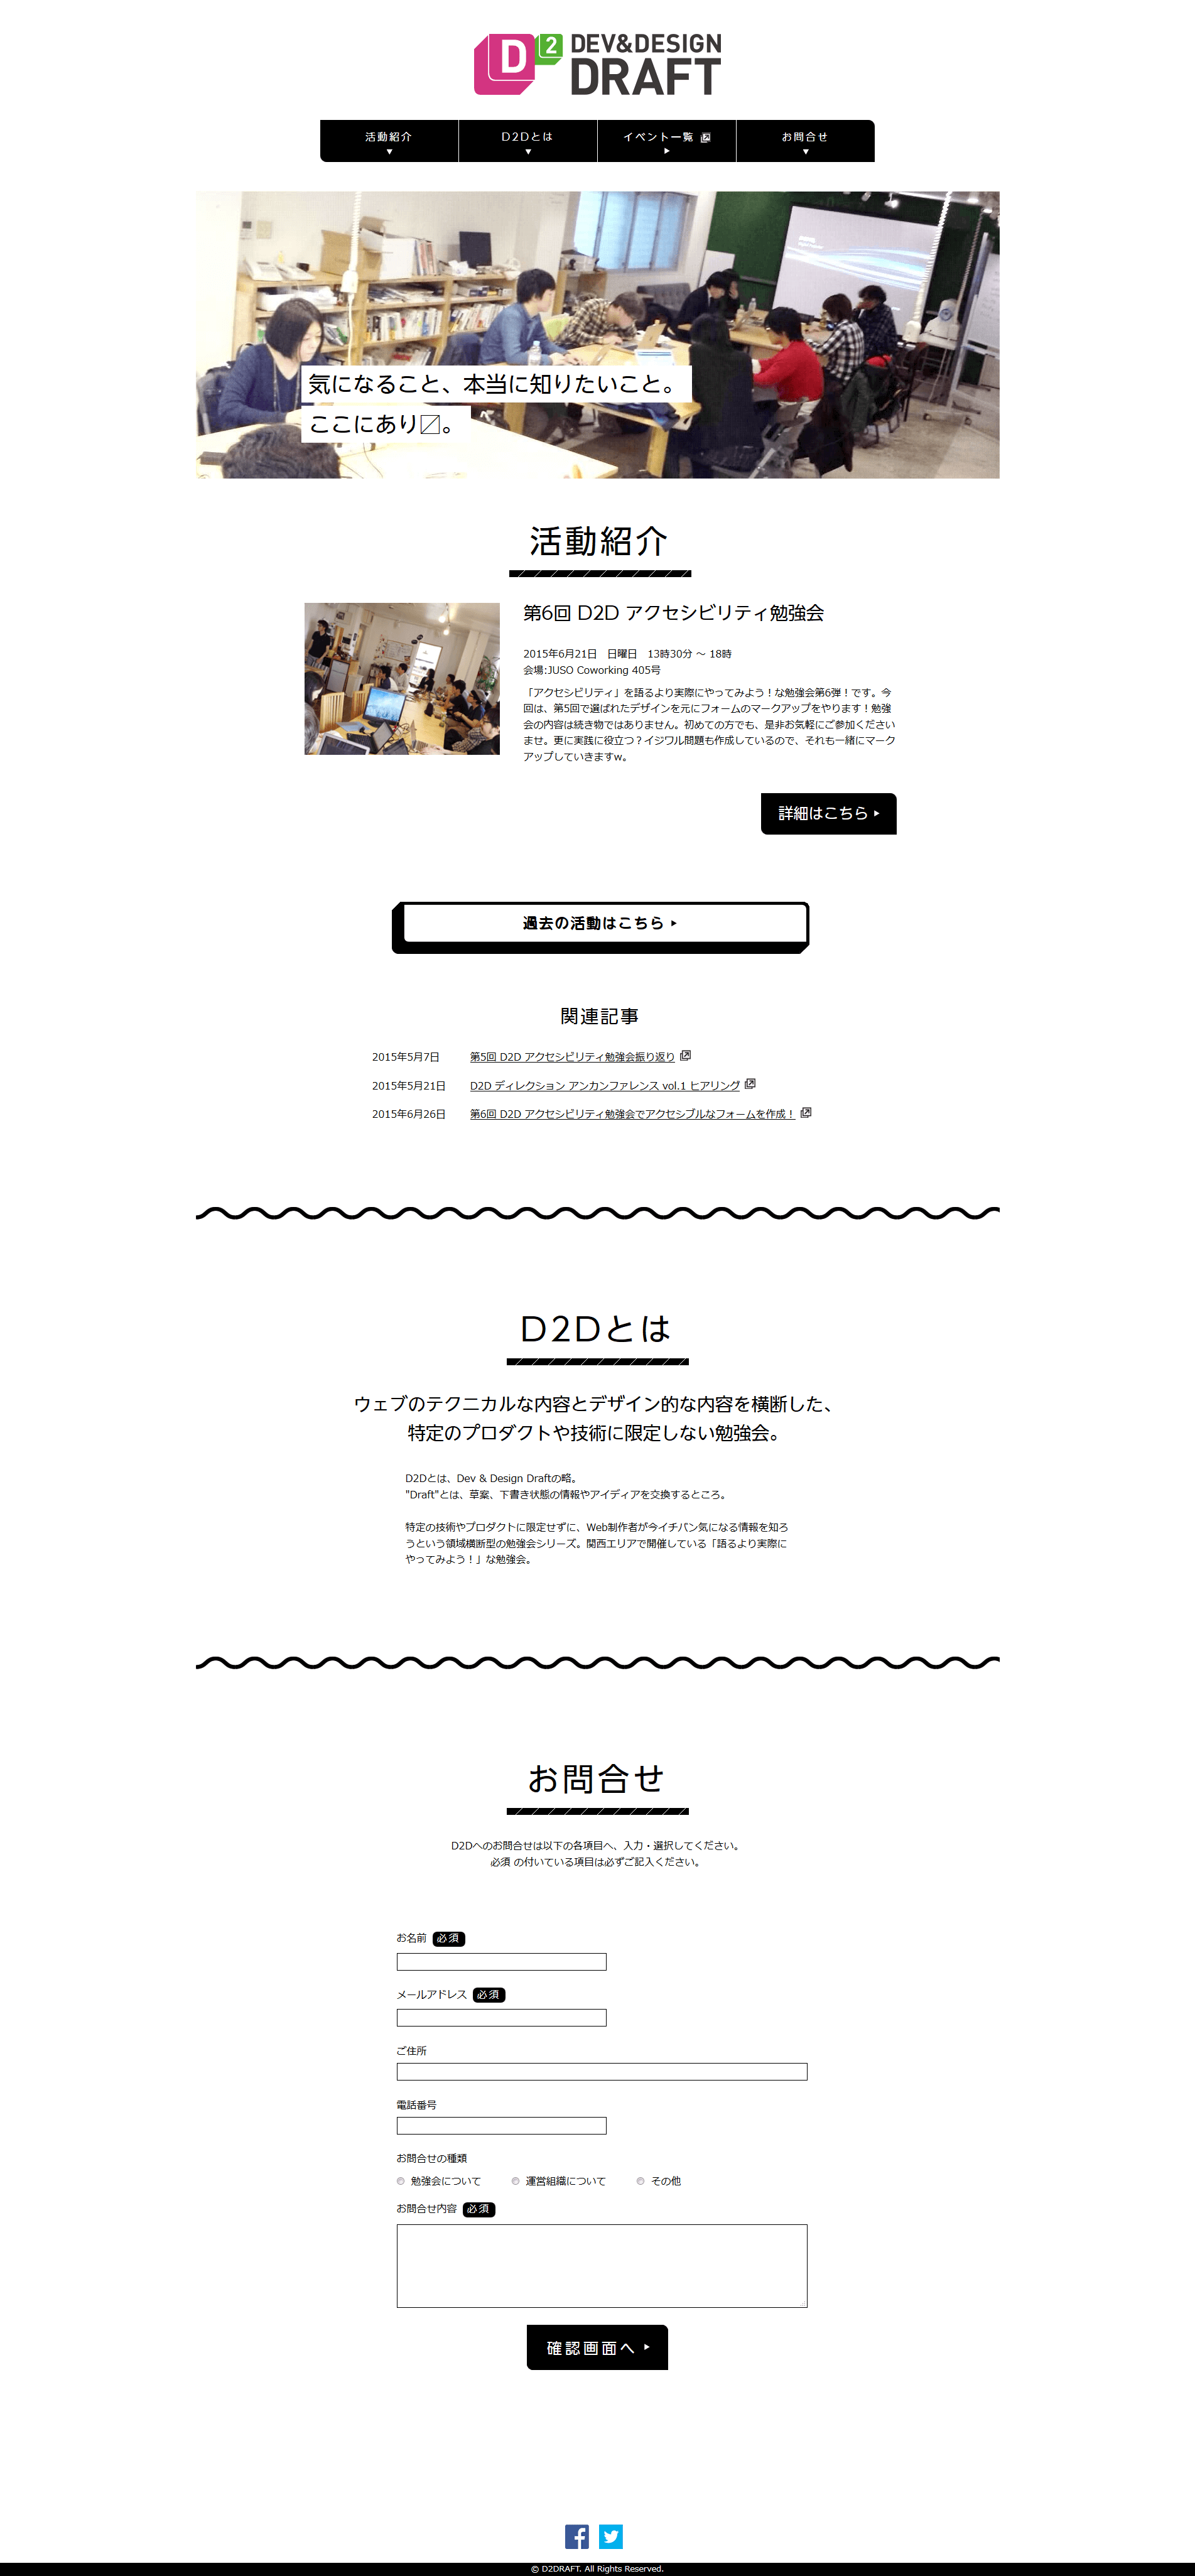 D 2 DEV&DESIGN
DRAFT
活動紹介 D2Dとは イベント一覧 お問合せ
気になること、本当に知りたいこと。
ここにあり〼。
活動紹介
第6回 D2D アクセシビリティ勉強会
2015年6月21日　日曜日　13時30分 ～ 18時
会場:JUSO Coworking 405号
「アクセシビリティ」を語るより実際にやってみよう！な勉強会第6弾！です。今
回は、第5回で選ばれたデザインを元にフォームのマークアップをやります！勉強
会の内容は続き物ではありません。初めての方でも、是非お気軽にご参加ください
ませ。更に実践に役立つ？イジワル問題も作成しているので、それも一緒にマーク
アップしていきますw。
詳細はこちら
過去の活動はこちら
関連記事
2015年5月7日 第5回 D2D アクセシビリティ勉強会振り返り
2015年5月21日 D2D ディレクション アンカンファレンス vol.1 ヒアリング
2015年6月26日 第6回 D2D アクセシビリティ勉強会でアクセシブルなフォームを作成！
D2Dとは
ウェブのテクニカルな内容とデザイン的な内容を横断した、
特定のプロダクトや技術に限定しない勉強会。
D2Dとは、Dev & Design Draftの略。
"Draft"とは、草案、下書き状態の情報やアイディアを交換するところ。
特定の技術やプロダクトに限定せずに、Web制作者が今イチバン気になる情報を知ろ
うという領域横断型の勉強会シリーズ。関西エリアで開催している「語るより実際に
やってみよう！」な勉強会。
お問合せ
D2Dへのお問合せは以下の各項目へ、入力・選択してください。
必須 の付いている項目は必ずご記入ください。
お名前 必須
メールアドレス 必須
ご住所
電話番号
お問合せの種類
勉強会について 運営組織について その他
お問合せ内容 必須
確認画面へ
© D2DRAFT. All Rights Reserved.